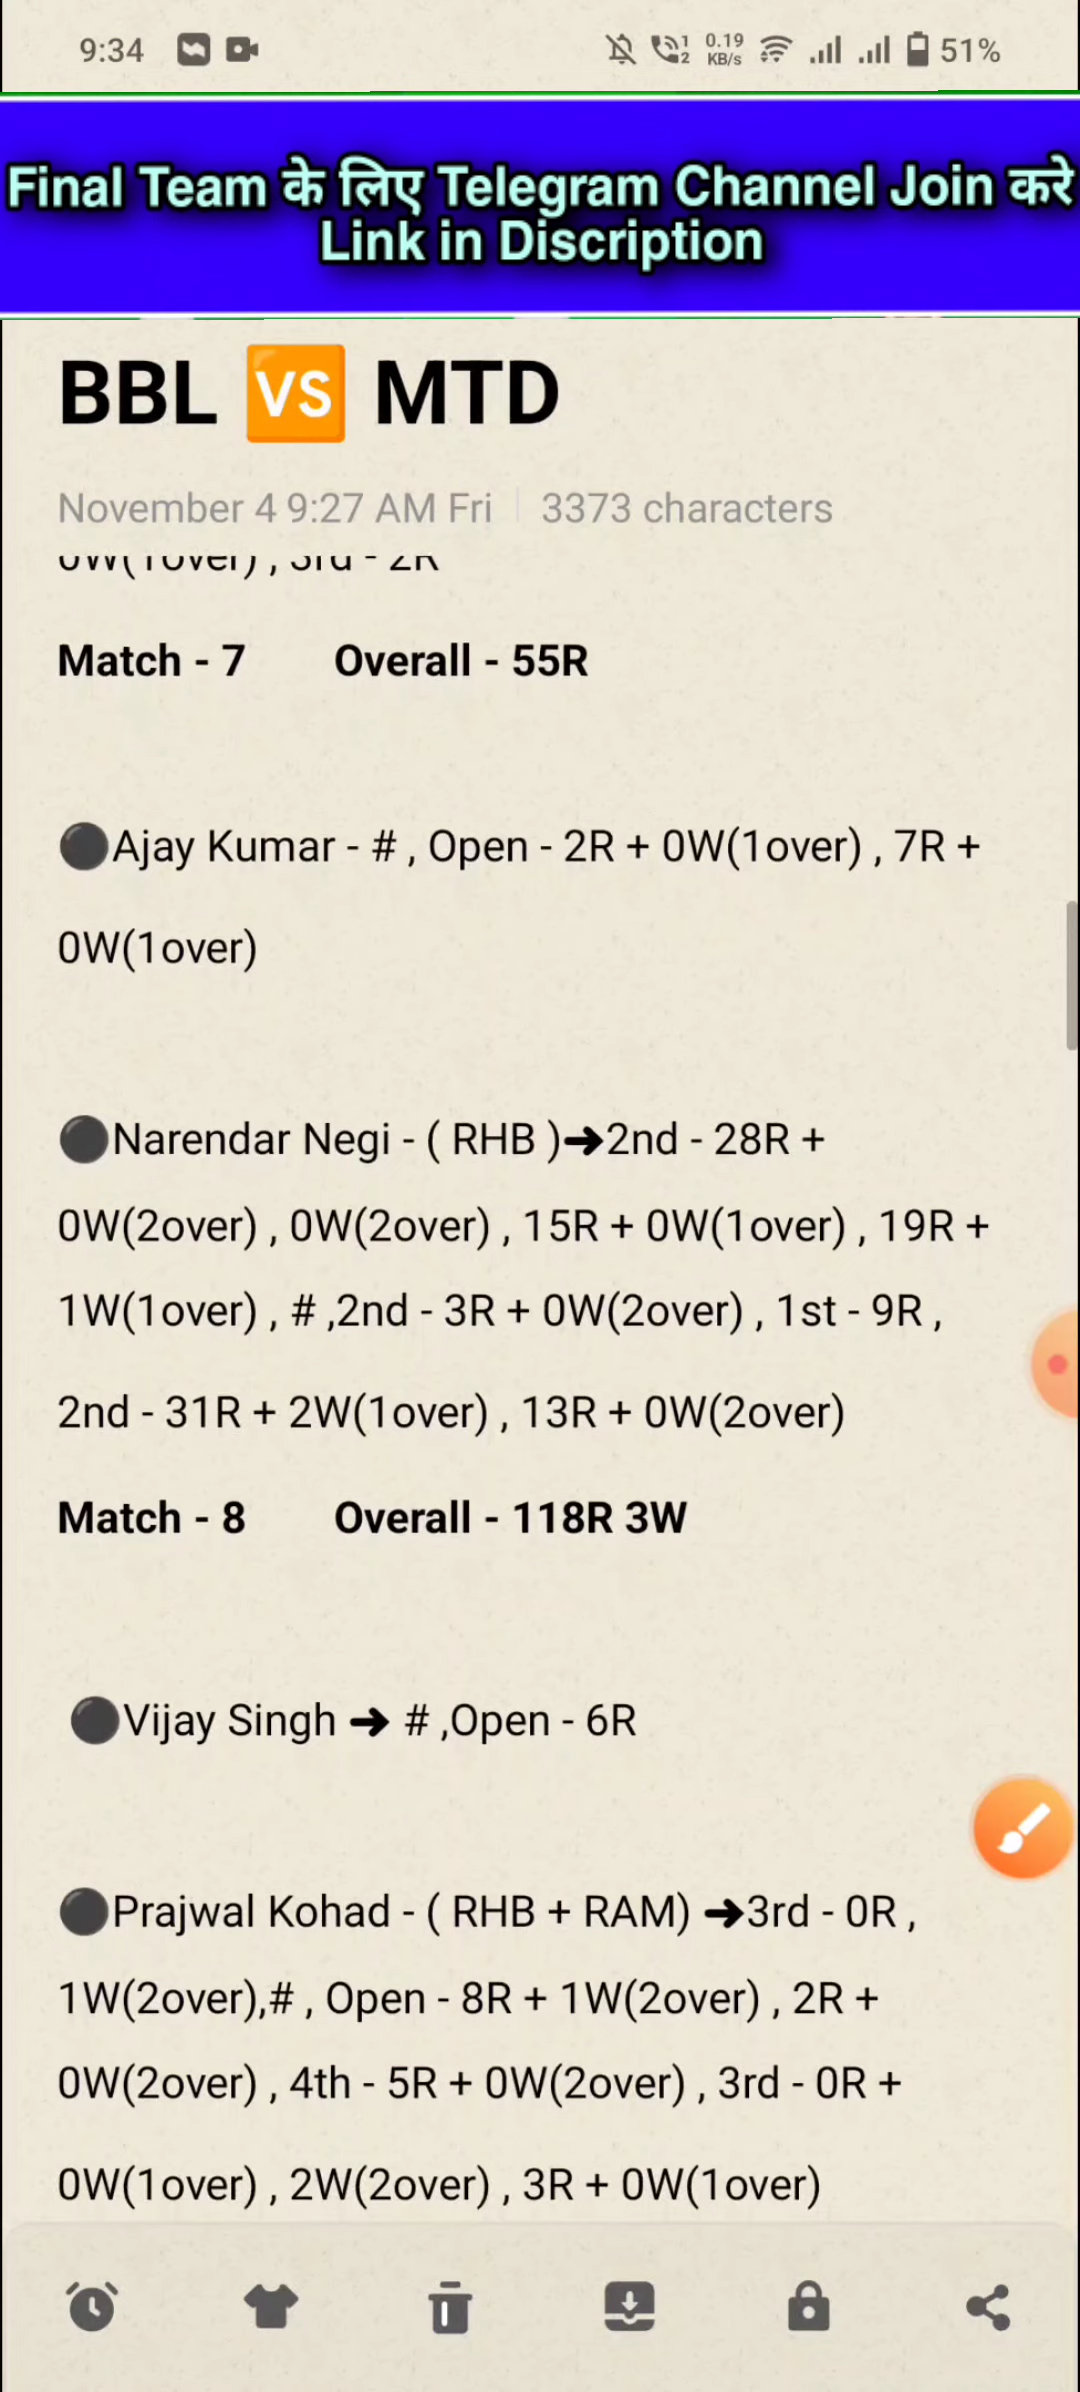 9:34 0.19 KB/s 51%
Final Team के लिए Telegram Channel Join करे
Link in Discription
BBL VS MTD
November 4 9:27 AM Fri | 3373 characters
0W(1over) , 3rd - 2R
Match - 7 Overall - 55R
⚫Ajay Kumar - # , Open - 2R + 0W(1over) , 7R +
0W(1over)
⚫Narendar Negi - ( RHB )➜2nd - 28R +
0W(2over) , 0W(2over) , 15R + 0W(1over) , 19R +
1W(1over) , # ,2nd - 3R + 0W(2over) , 1st - 9R ,
2nd - 31R + 2W(1over) , 13R + 0W(2over)
Match - 8 Overall - 118R 3W
⚫Vijay Singh ➜ # ,Open - 6R
⚫Prajwal Kohad - ( RHB + RAM) ➜3rd - 0R ,
1W(2over),# , Open - 8R + 1W(2over) , 2R +
0W(2over) , 4th - 5R + 0W(2over) , 3rd - 0R +
0W(1over) , 2W(2over) , 3R + 0W(1over)